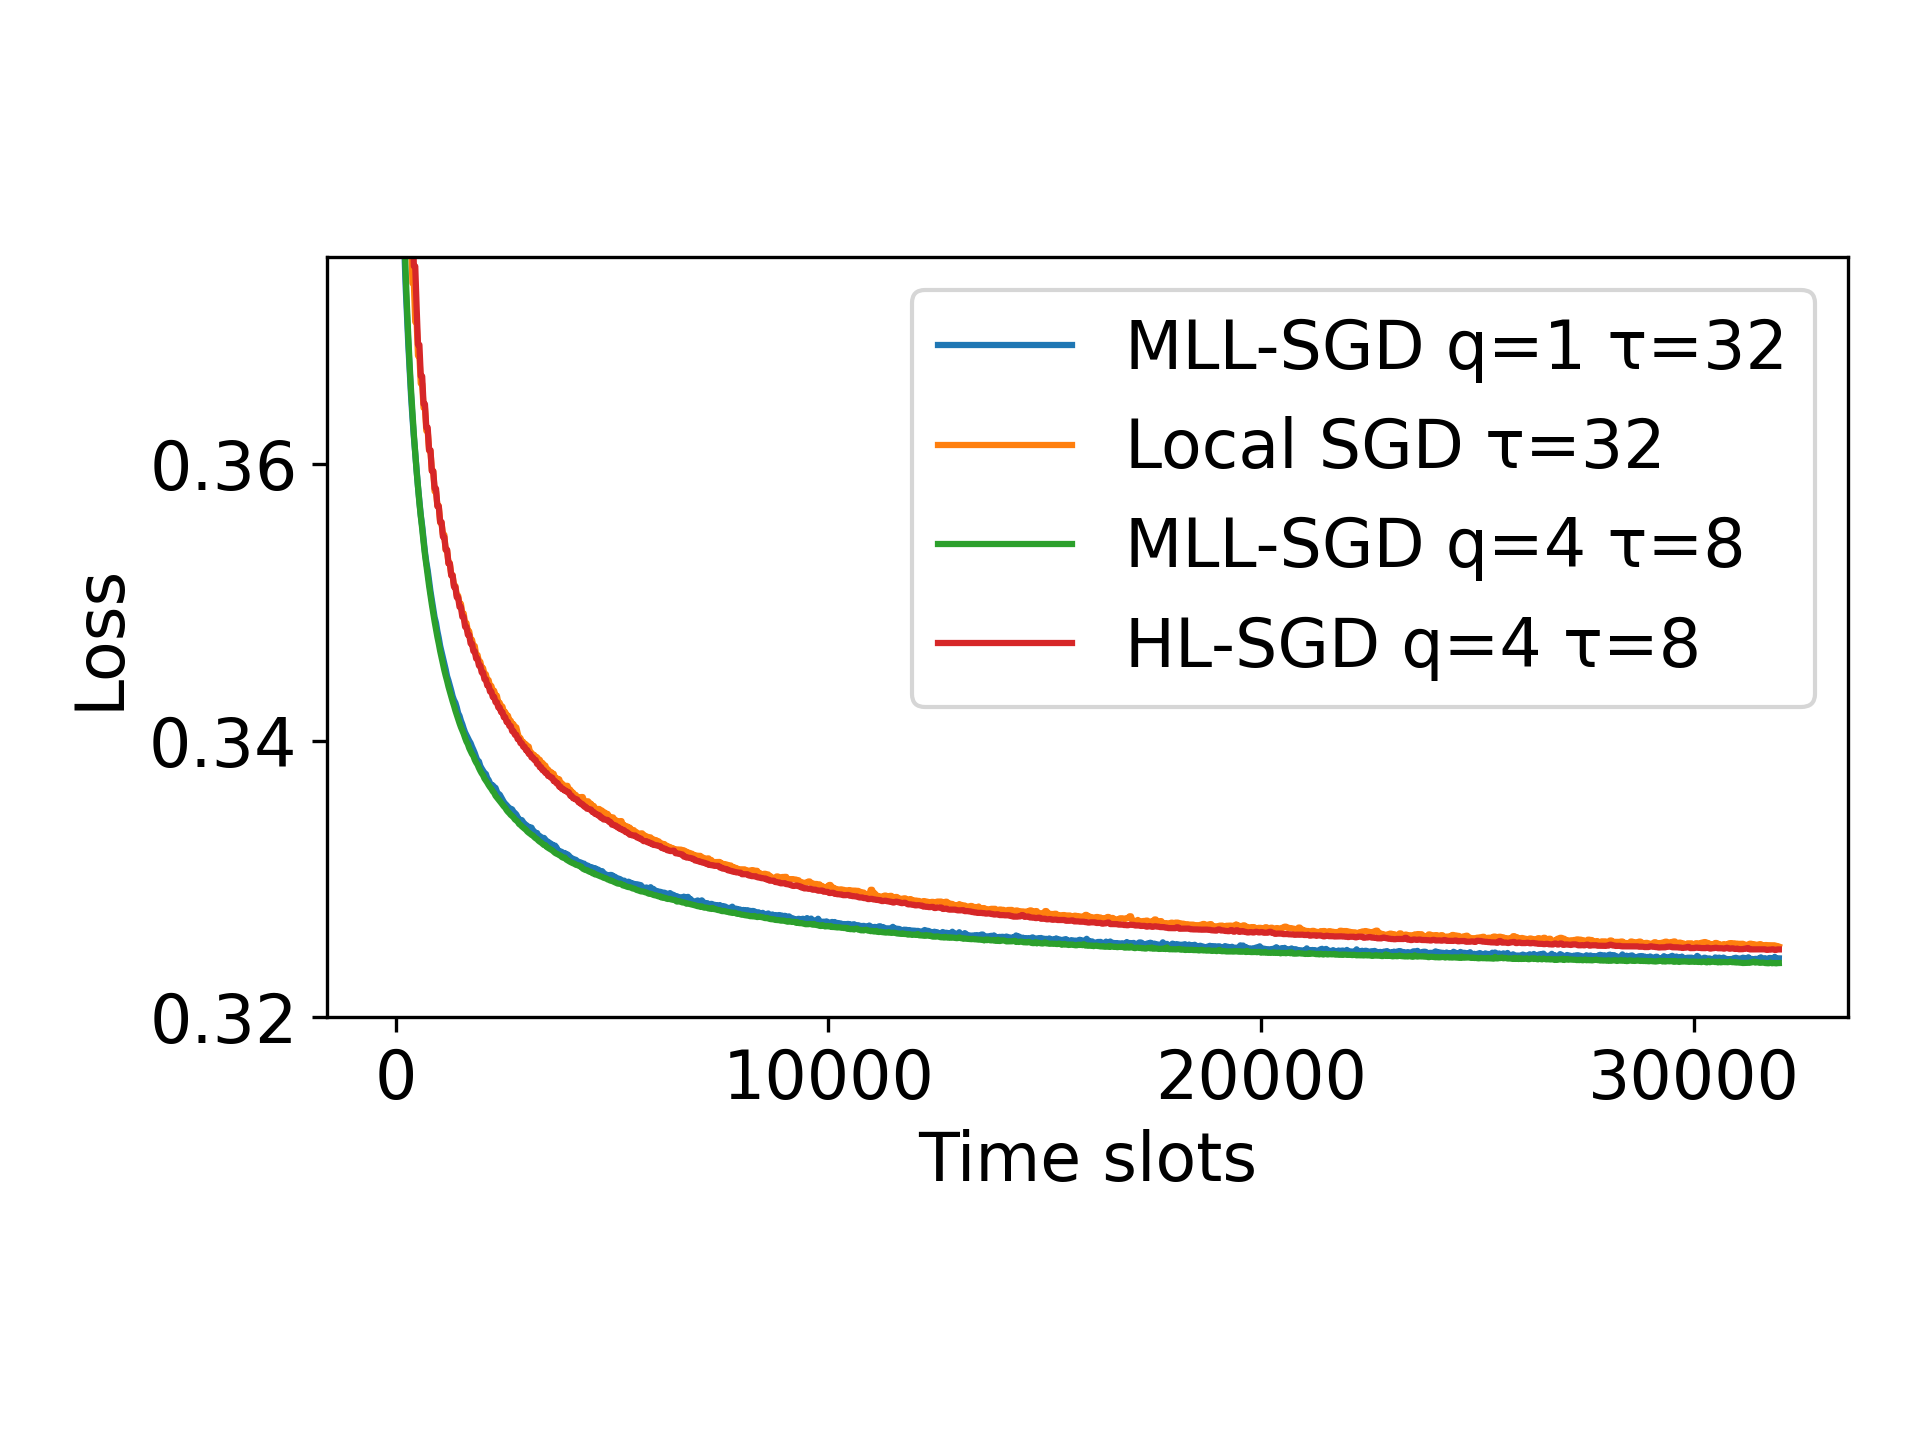 MLL-SGD q=1 τ=32
Local SGD τ=32
MLL-SGD q=4 τ=8
HL-SGD q=4 τ=8
Loss
0.36
0.34
0.32
0 10000 20000 30000
Time slots